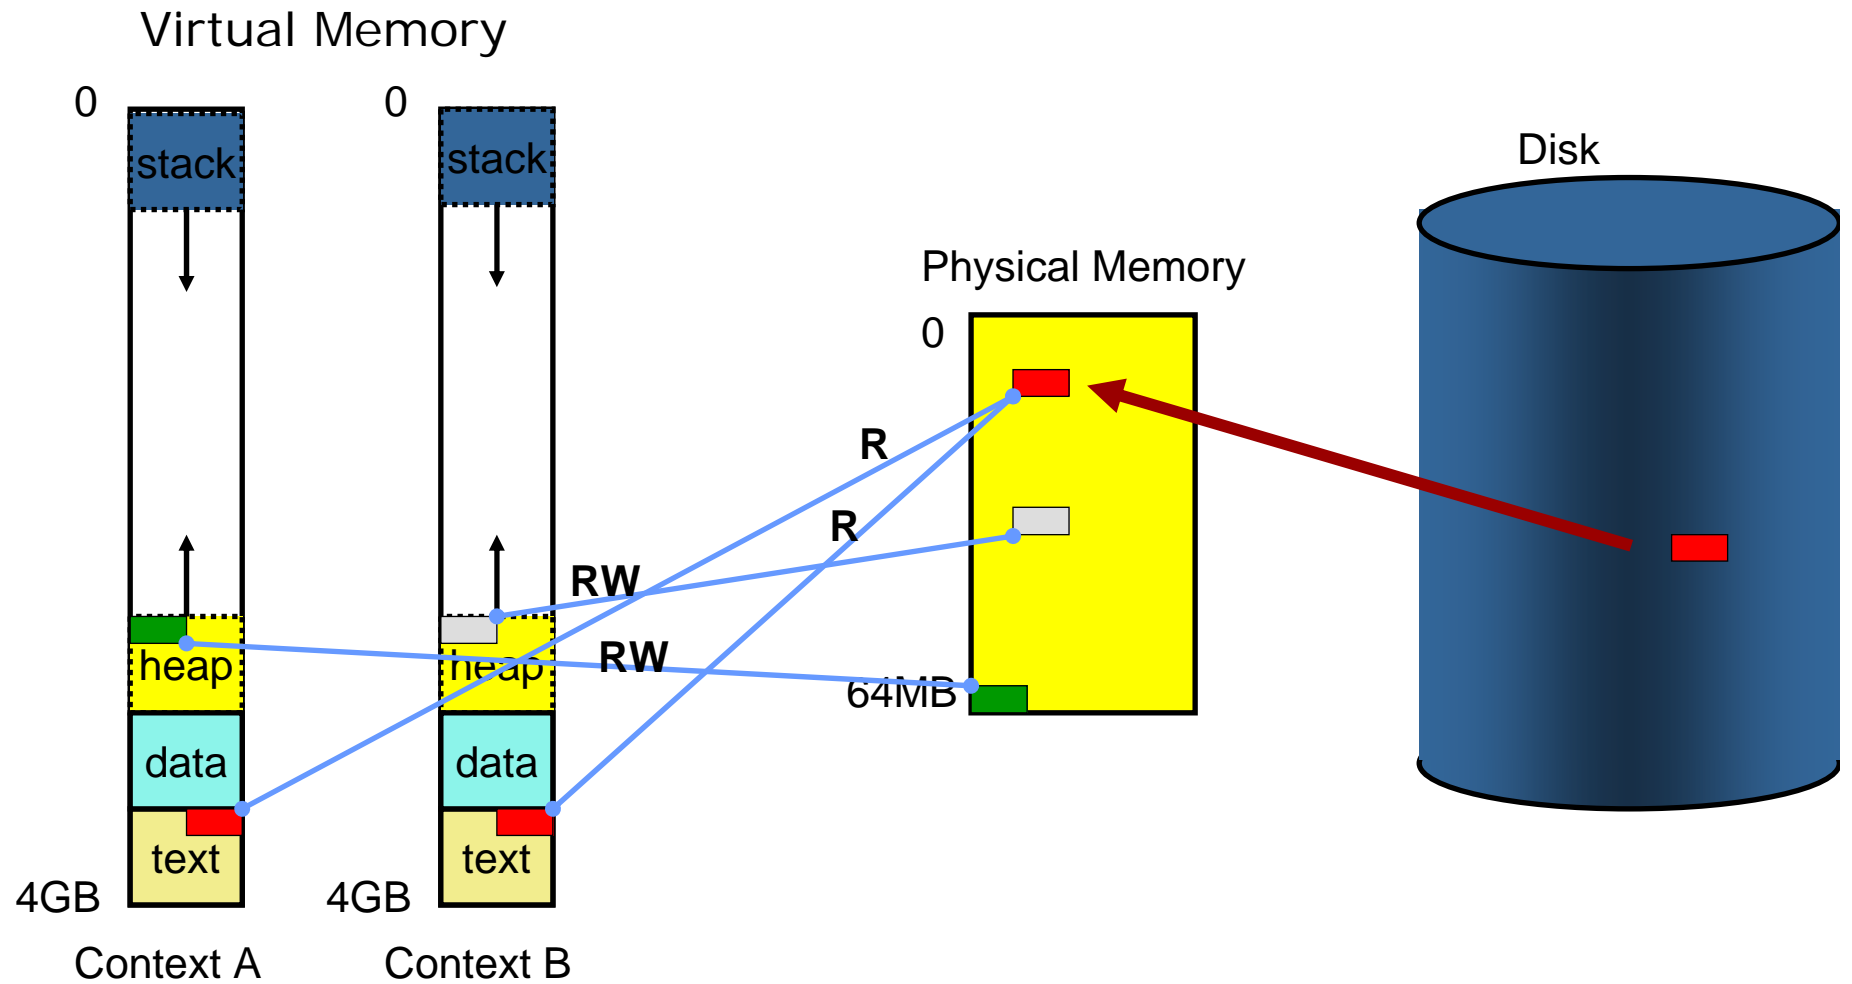 Virtual Memory
0
0
stack
stack
Disk
Physical Memory
0
R
R
RW
RW
heap
heap
64MB
data
data
text
text
4GB
4GB
Context A
Context B